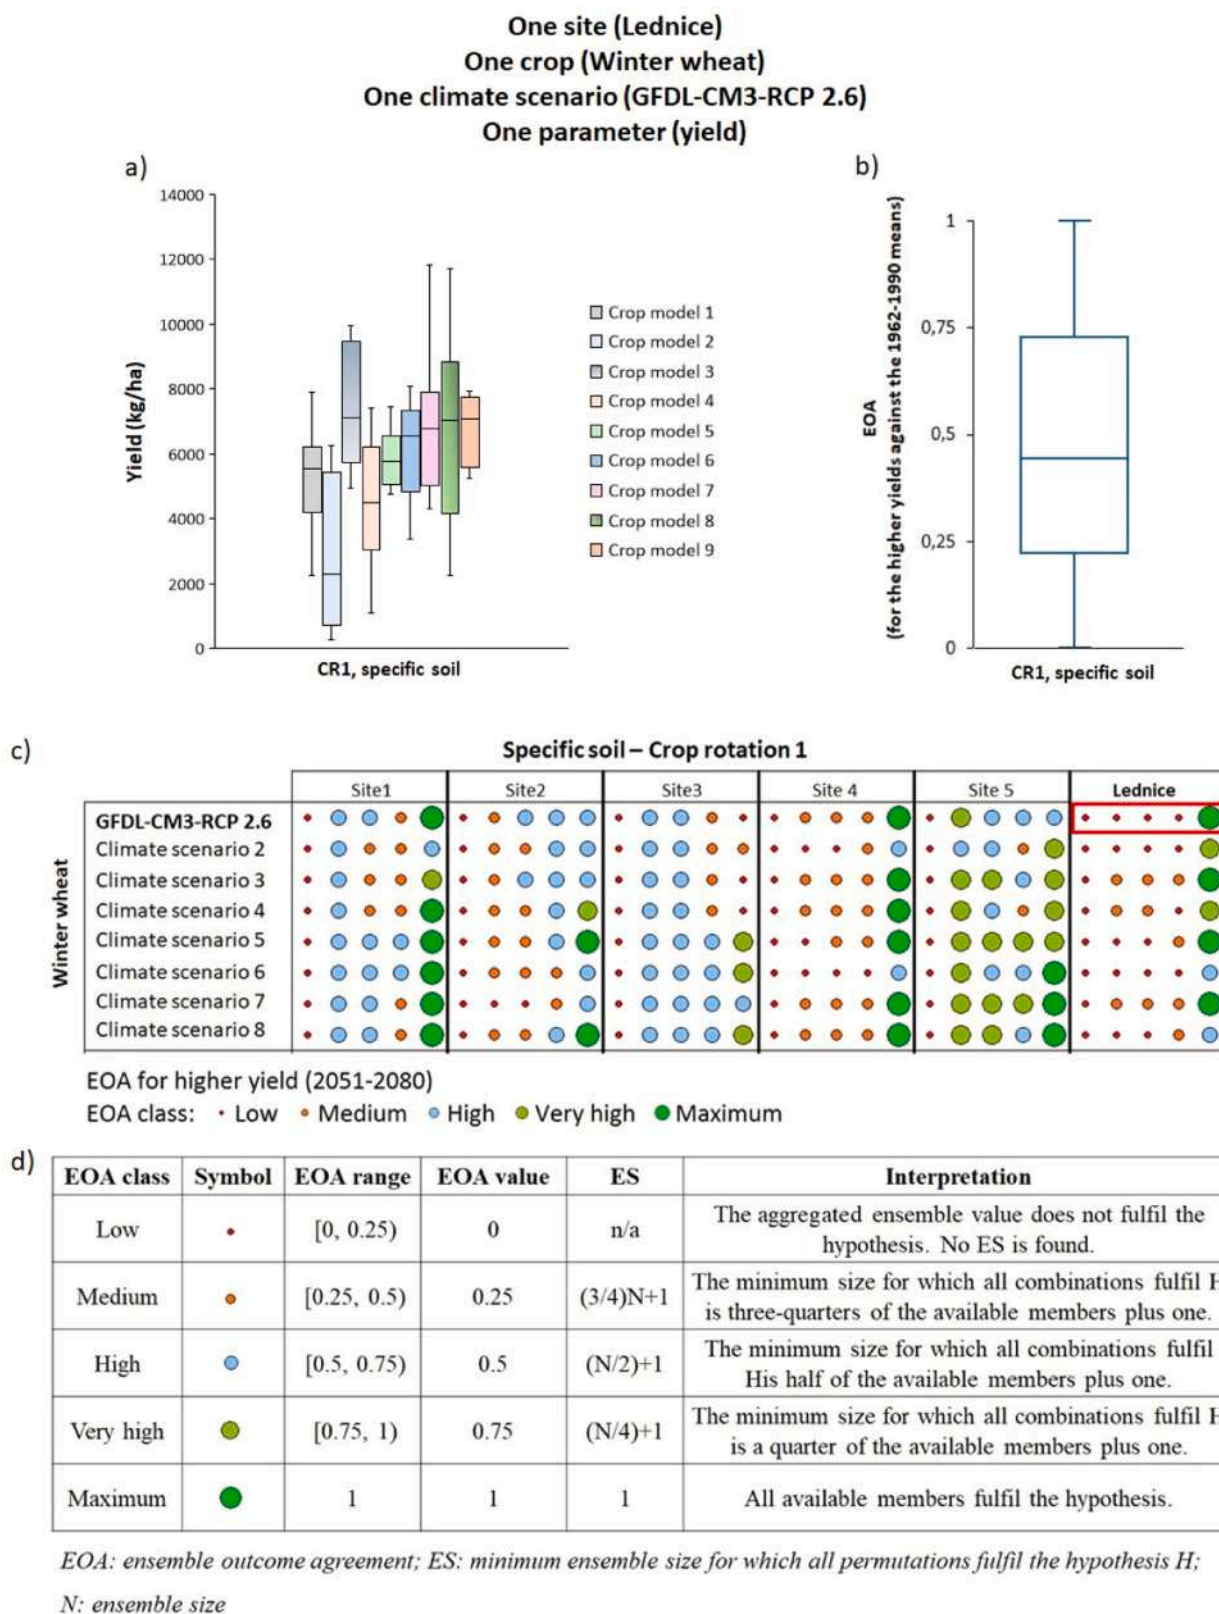 One site (Lednice)
One crop (Winter wheat)
One climate scenario (GFDL-CM3-RCP 2.6)
One parameter (yield)
a)
Yield (kg/ha)
14000
12000
10000
8000
6000
4000
2000
0
CR1, specific soil
Crop model 1
Crop model 2
Crop model 3
Crop model 4
Crop model 5
Crop model 6
Crop model 7
Crop model 8
Crop model 9
b)
EOA
(for the higher yields against the 1962-1990 means)
1
0,75
0,5
0,25
0
CR1, specific soil
c)
Specific soil – Crop rotation 1
Site1 Site2 Site3 Site 4 Site 5 Lednice
Winter wheat
GFDL-CM3-RCP 2.6
Climate scenario 2
Climate scenario 3
Climate scenario 4
Climate scenario 5
Climate scenario 6
Climate scenario 7
Climate scenario 8
EOA for higher yield (2051-2080)
EOA class: Low Medium High Very high Maximum
d)
EOA class Symbol EOA range EOA value ES Interpretation
Low [0, 0.25) 0 n/a The aggregated ensemble value does not fulfil the
hypothesis. No ES is found.
Medium [0.25, 0.5) 0.25 (3/4)N+1 The minimum size for which all combinations fulfil H
is three-quarters of the available members plus one.
High [0.5, 0.75) 0.5 (N/2)+1 The minimum size for which all combinations fulfil
His half of the available members plus one.
Very high [0.75, 1) 0.75 (N/4)+1 The minimum size for which all combinations fulfil H
is a quarter of the available members plus one.
Maximum 1 1 1 All available members fulfil the hypothesis.
EOA: ensemble outcome agreement; ES: minimum ensemble size for which all permutations fulfil the hypothesis H;
N: ensemble size